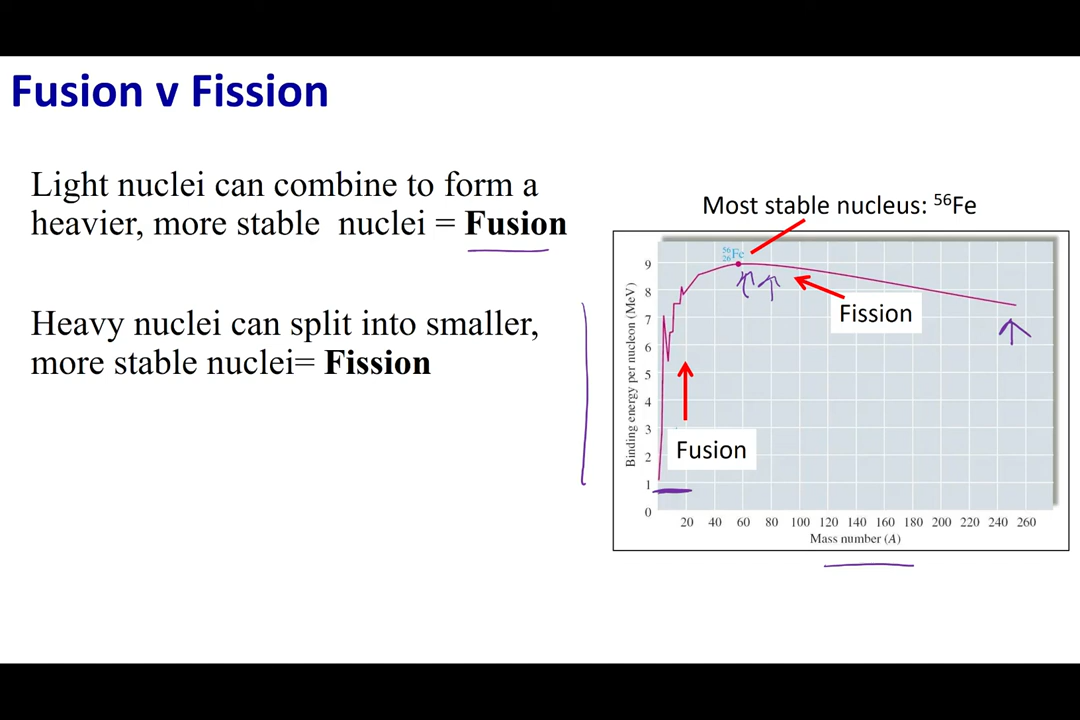 Fusion v Fission
Light nuclei can combine to form a
heavier, more stable nuclei = Fusion
Heavy nuclei can split into smaller,
more stable nuclei= Fission
Most stable nucleus: ⁵⁶Fe
⁵⁶₂₆Fe
Fission
Fusion
Binding energy per nucleon (MeV)
9
8
7
6
5
4
3
2
1
0
20 40 60 80 100 120 140 160 180 200 220 240 260
Mass number (A)